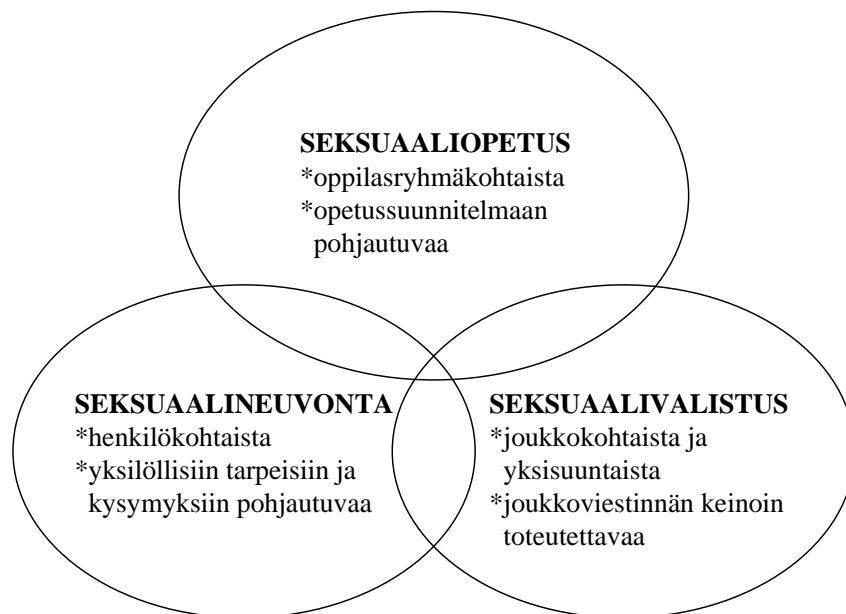 SEKSUAALIOPETUS
*oppilasryhmäkohtaista
*opetussuunnitelmaan
pohjautuvaa
SEKSUAALINEUVONTA
*henkilökohtaista
*yksilöllisiin tarpeisiin ja
kysymyksiin pohjautuvaa
SEKSUAALIVALISTUS
*joukkokohtaista ja
yksisuuntaista
*joukkoviestinnän keinoin
toteutettavaa